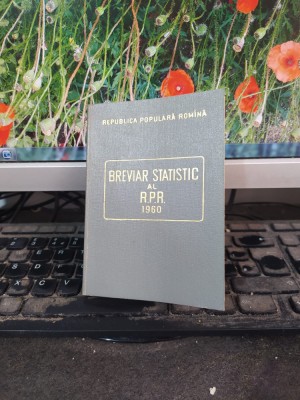 REPUBLICA POPULARĂ ROMÎNĂ
BREVIAR STATISTIC
AL
R.P.R.
1960